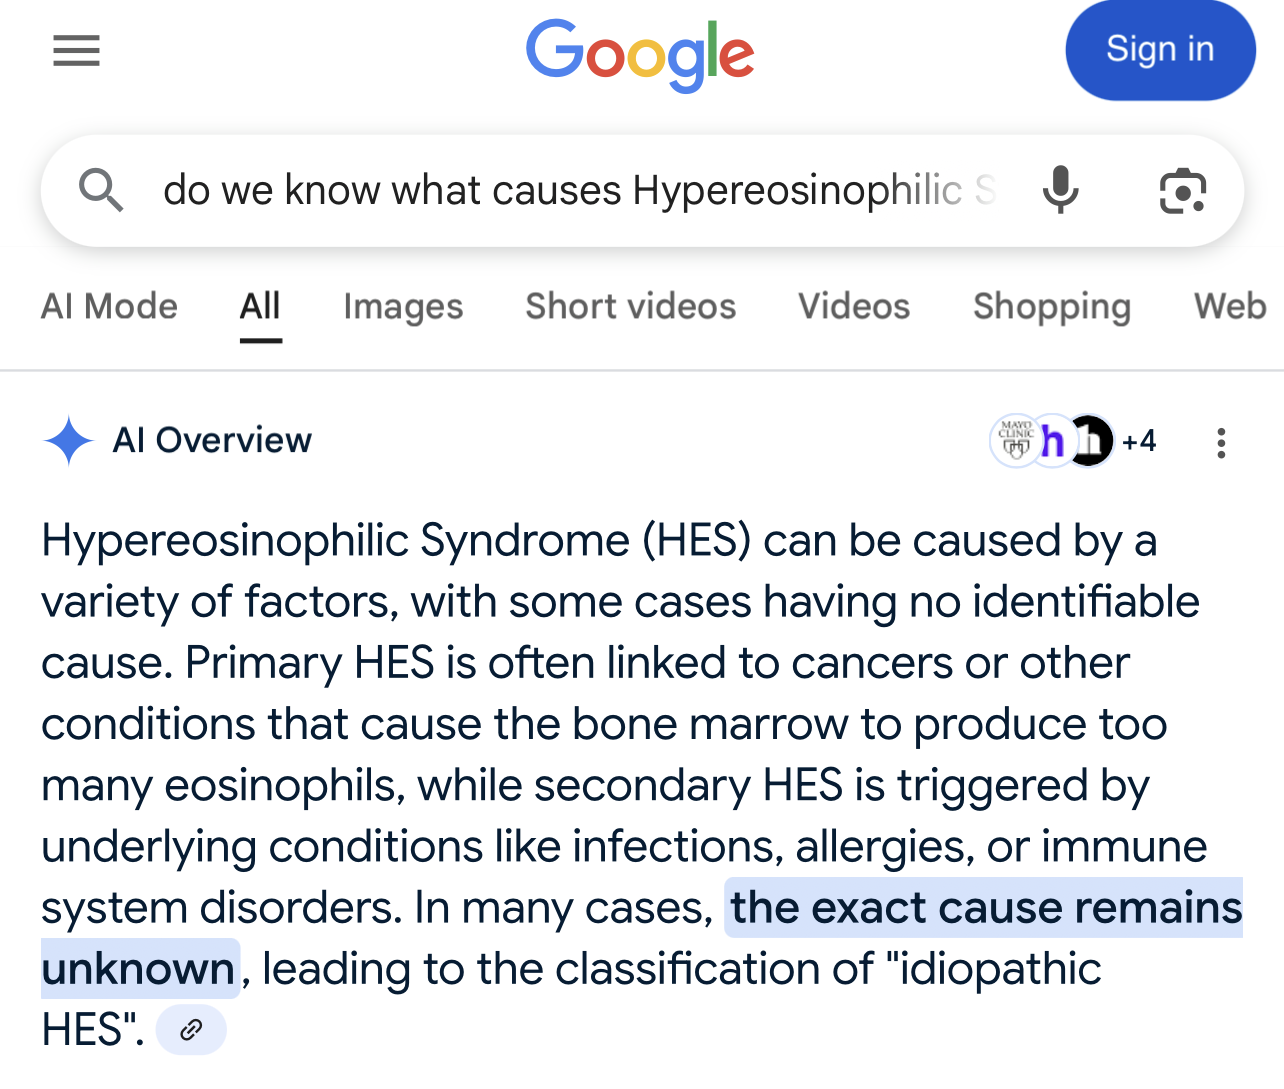 Google
Sign in
do we know what causes Hypereosinophilic S
AI Mode All Images Short videos Videos Shopping Web
AI Overview
MAYO CLINIC h h +4
Hypereosinophilic Syndrome (HES) can be caused by a
variety of factors, with some cases having no identifiable
cause. Primary HES is often linked to cancers or other
conditions that cause the bone marrow to produce too
many eosinophils, while secondary HES is triggered by
underlying conditions like infections, allergies, or immune
system disorders. In many cases, the exact cause remains
unknown, leading to the classification of "idiopathic
HES".